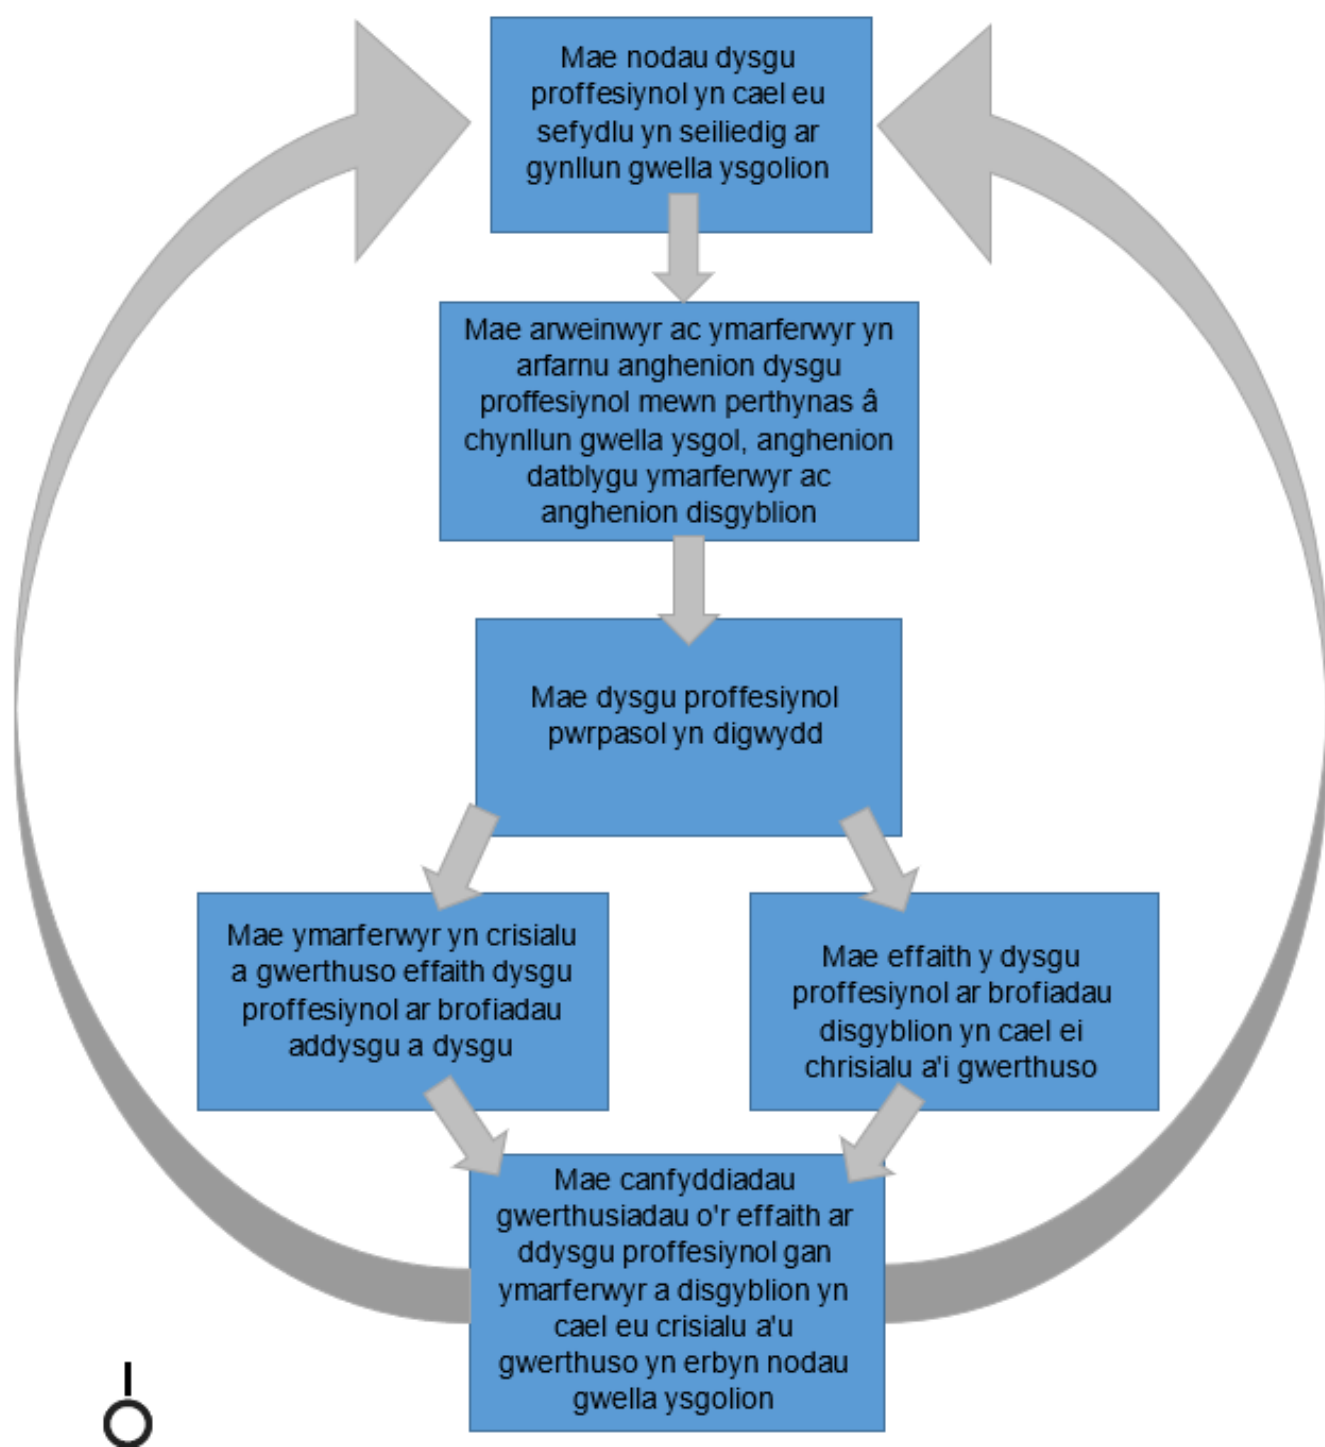 Mae nodau dysgu
proffesiynol yn cael eu
sefydlu yn seiliedig ar
gynllun gwella ysgolion
Mae arweinwyr ac ymarferwyr yn
arfarnu anghenion dysgu
proffesiynol mewn perthynas â
chynllun gwella ysgol, anghenion
datblygu ymarferwyr ac
anghenion disgyblion
Mae dysgu proffesiynol
pwrpasol yn digwydd
Mae ymarferwyr yn crisialu
a gwerthuso effaith dysgu
proffesiynol ar brofiadau
addysgu a dysgu
Mae effaith y dysgu
proffesiynol ar brofiadau
disgyblion yn cael ei
chrisialu a'i gwerthuso
Mae canfyddiadau
gwerthusiadau o'r effaith ar
ddysgu proffesiynol gan
ymarferwyr a disgyblion yn
cael eu crisialu a'u
gwerthuso yn erbyn nodau
gwella ysgolion